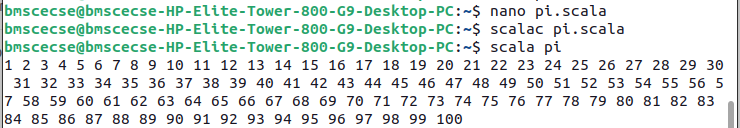 bmscecse@bmscecse-HP-Elite-Tower-800-G9-Desktop-PC:~$ nano pi.scala
bmscecse@bmscecse-HP-Elite-Tower-800-G9-Desktop-PC:~$ scalac pi.scala
bmscecse@bmscecse-HP-Elite-Tower-800-G9-Desktop-PC:~$ scala pi
1 2 3 4 5 6 7 8 9 10 11 12 13 14 15 16 17 18 19 20 21 22 23 24 25 26 27 28 29 30
 31 32 33 34 35 36 37 38 39 40 41 42 43 44 45 46 47 48 49 50 51 52 53 54 55 56 5
7 58 59 60 61 62 63 64 65 66 67 68 69 70 71 72 73 74 75 76 77 78 79 80 81 82 83
84 85 86 87 88 89 90 91 92 93 94 95 96 97 98 99 100